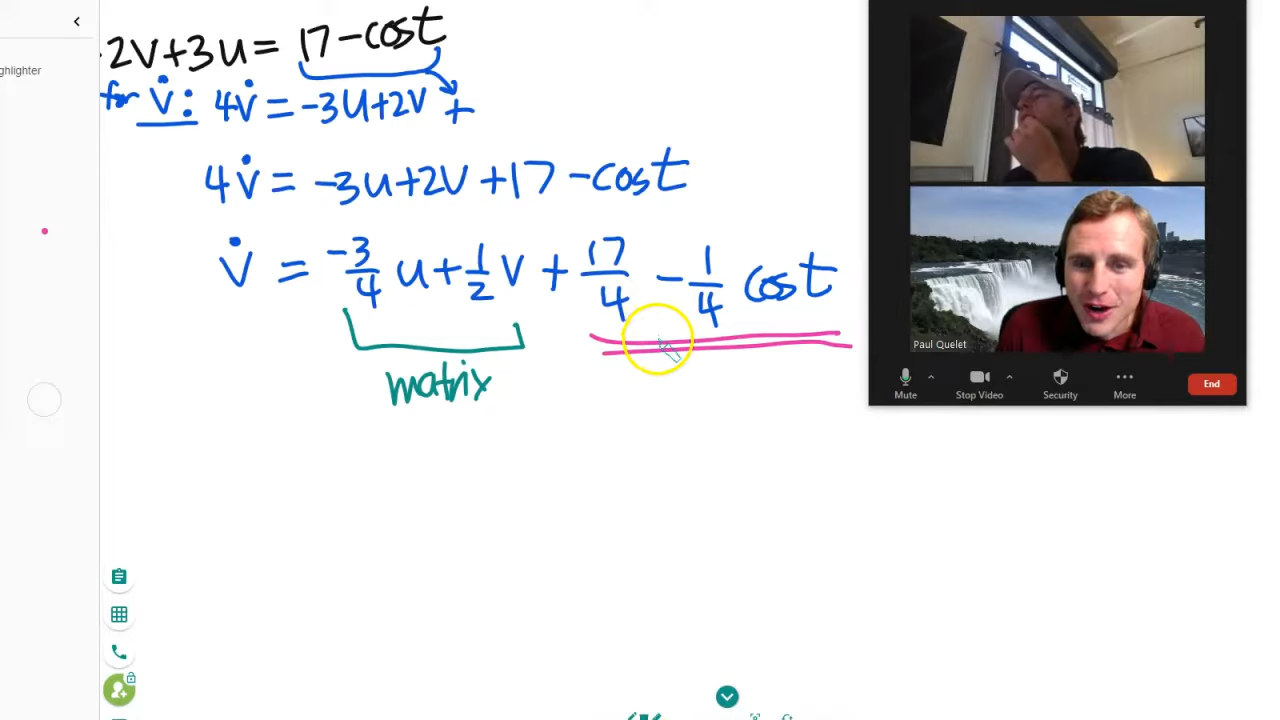 ghlighter
-2V+3u = 17-cost
for V̇: 4v̇ = -3u+2v +
4v̇ = -3u+2v +17 -cost
v̇ = -3/4 u + 1/2 v + 17/4 - 1/4 cost
matrix
Paul Quelet
Mute
Stop Video
Security
More
End